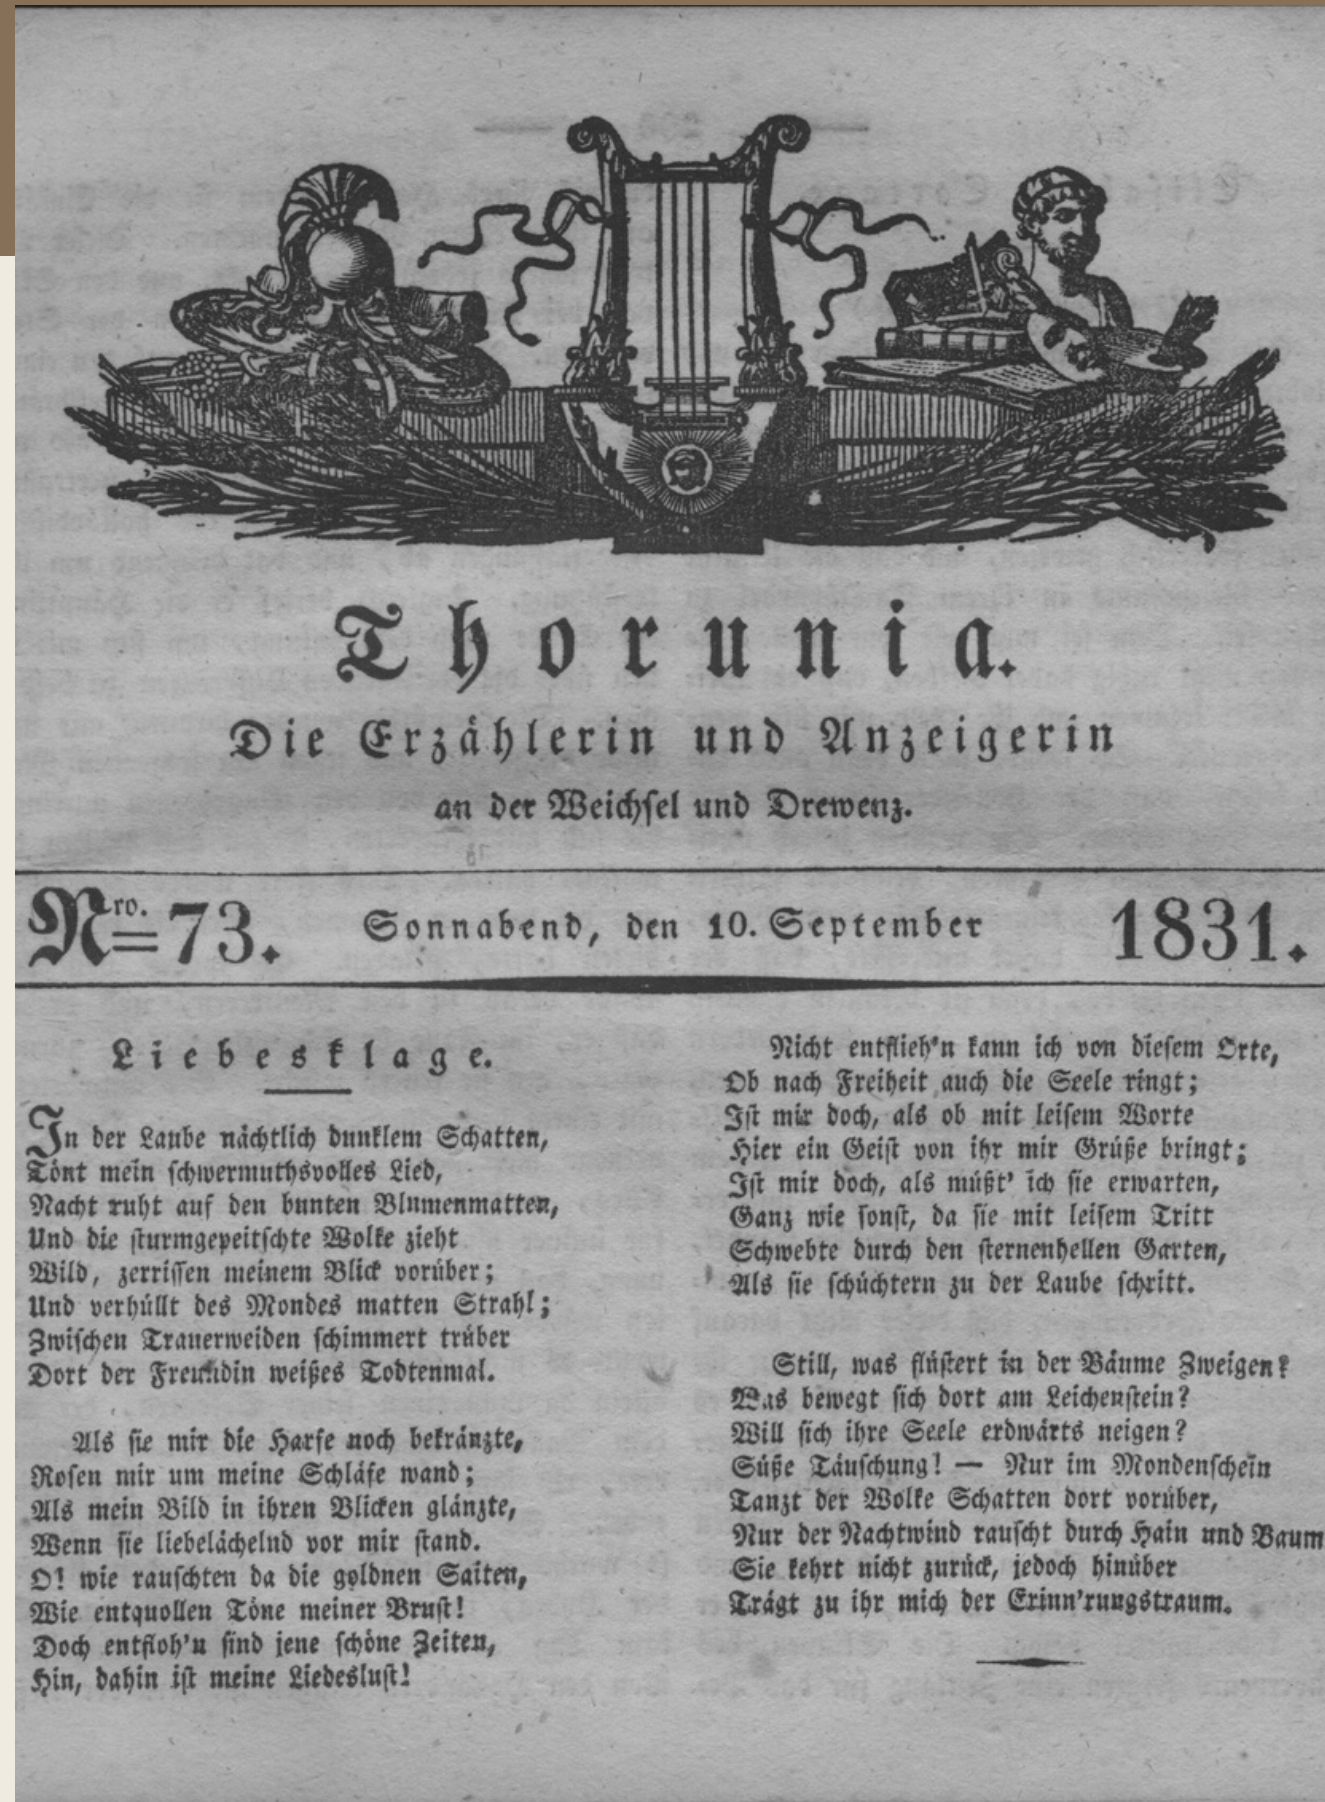 Thorunia.
Die Erzählerin und Anzeigerin
an der Weichsel und Drewenz.
Nro. 73. Sonnabend, den 10. September 1831.
Liebesklage.
In der Laube nächtlich dunklem Schatten,
Tönt mein schwermuthsvolles Lied,
Nacht ruht auf den bunten Blumenmatten,
Und die sturmgepeitschte Wolke zieht
Wild, zerrissen meinem Blick vorüber;
Und verhüllt des Mondes matten Strahl;
Zwischen Trauerweiden schimmert trüber
Dort der Freundin weißes Todtenmal.
Als sie mir die Harfe noch bekränzte,
Rosen mir um meine Schläfe wand;
Als mein Bild in ihren Blicken glänzte,
Wenn sie liebelächelnd vor mir stand.
O! wie rauschten da die goldnen Saiten,
Wie entquollen Töne meiner Brust!
Doch entfloh'n sind jene schöne Zeiten,
Hin, dahin ist meine Liedeslust!
Nicht entflieh'n kann ich von diesem Orte,
Ob nach Freiheit auch die Seele ringt;
Ist mir doch, als ob mit leisem Worte
Hier ein Geist von ihr mir Grüße bringt;
Ist mir doch, als müßt' ich sie erwarten,
Ganz wie sonst, da sie mit leisem Tritt
Schwebte durch den sternenhellen Garten,
Als sie schüchtern zu der Laube schritt.
Still, was flüstert in der Bäume Zweigen?
Was bewegt sich dort am Leichenstein?
Will sich ihre Seele erdwärts neigen?
Süße Täuschung! — Nur im Mondenschein
Tanzt der Wolke Schatten dort vorüber,
Nur der Nachtwind rauscht durch Hain und Baum
Sie kehrt nicht zurück, jedoch hinüber
Trägt zu ihr mich der Erinn'rungstraum.